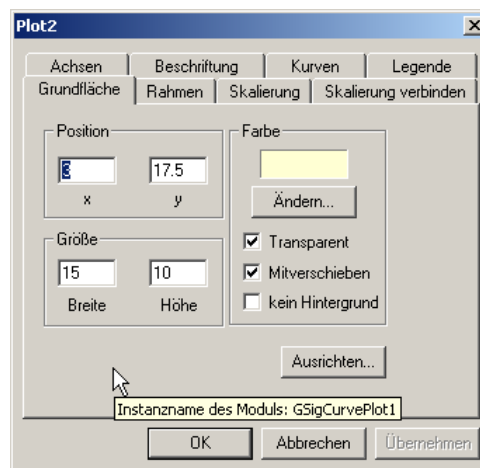 Plot2
Achsen Beschriftung Kurven Legende
Grundfläche Rahmen Skalierung Skalierung verbinden
Position
3 17.5
x y
Größe
15 10
Breite Höhe
Farbe
Ändern...
Transparent
Mitverschieben
kein Hintergrund
Ausrichten...
Instanzname des Moduls: GSigCurvePlot1
OK Abbrechen Übernehmen